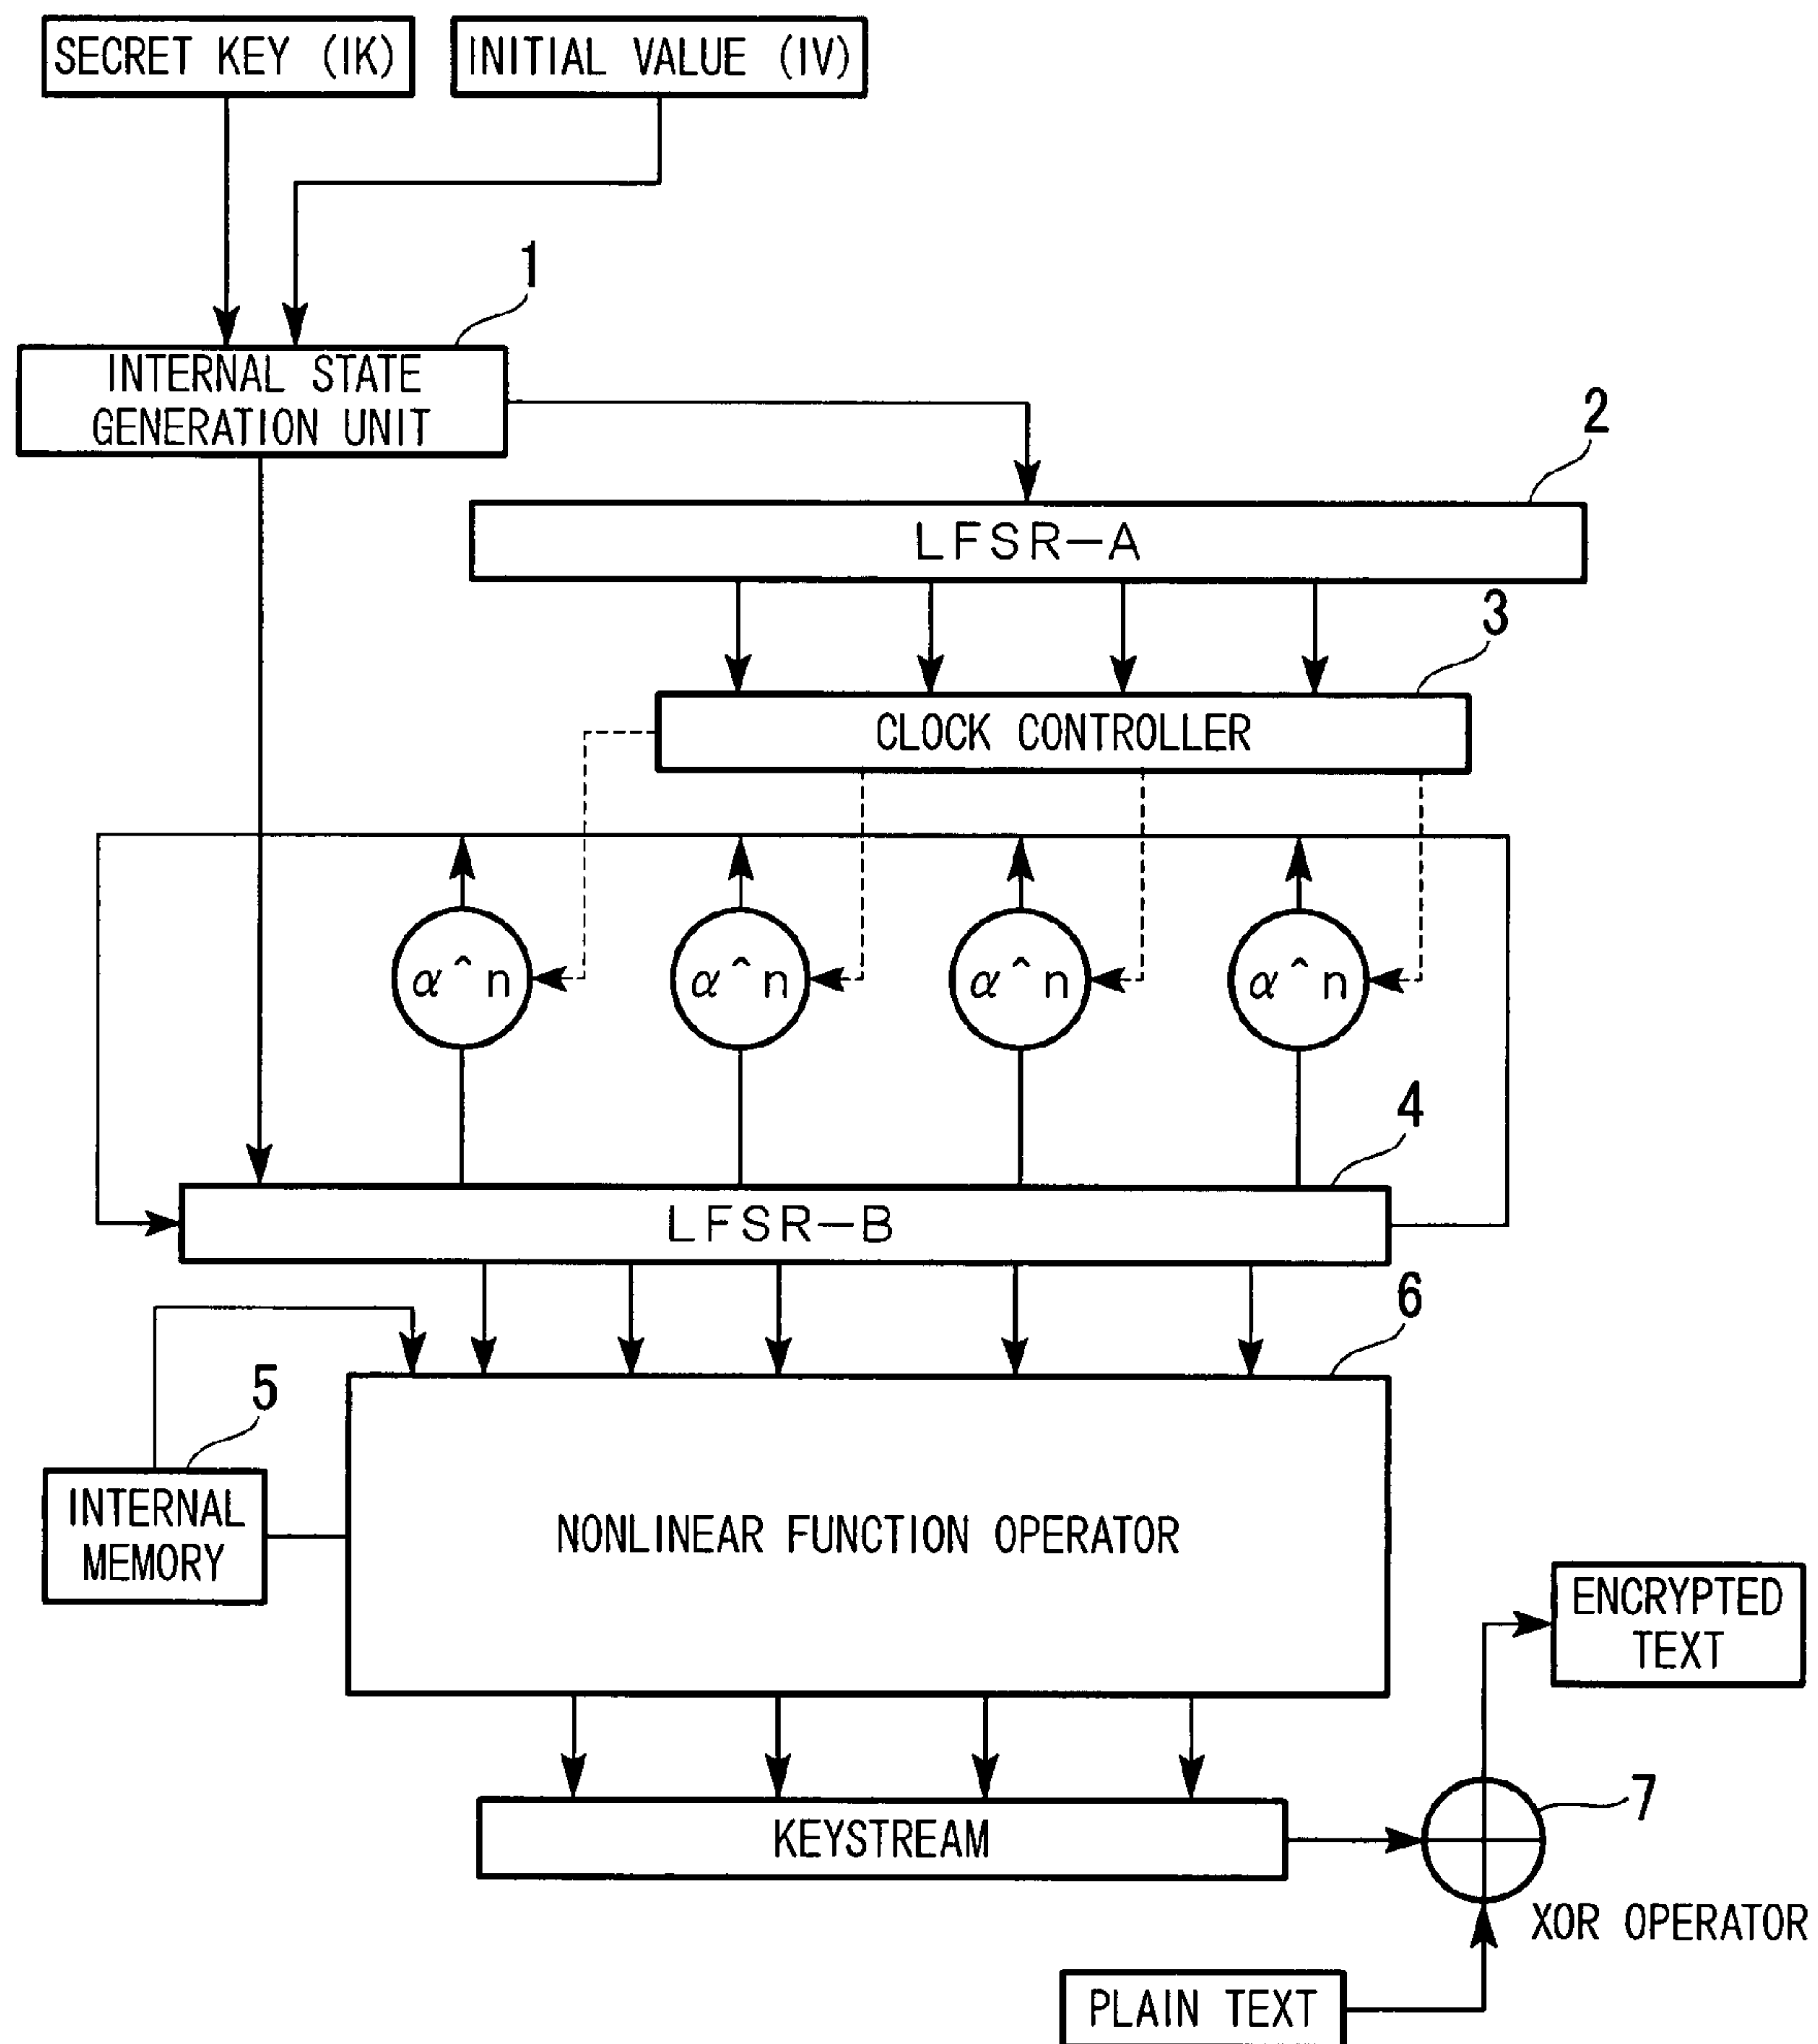 SECRET KEY (IK)
INITIAL VALUE (IV)
1
INTERNAL STATE
GENERATION UNIT
2
LFSR-A
3
CLOCK CONTROLLER
α^n
α^n
α^n
α^n
4
LFSR-B
6
5
INTERNAL
MEMORY
NONLINEAR FUNCTION OPERATOR
ENCRYPTED
TEXT
7
KEYSTREAM
XOR OPERATOR
PLAIN TEXT